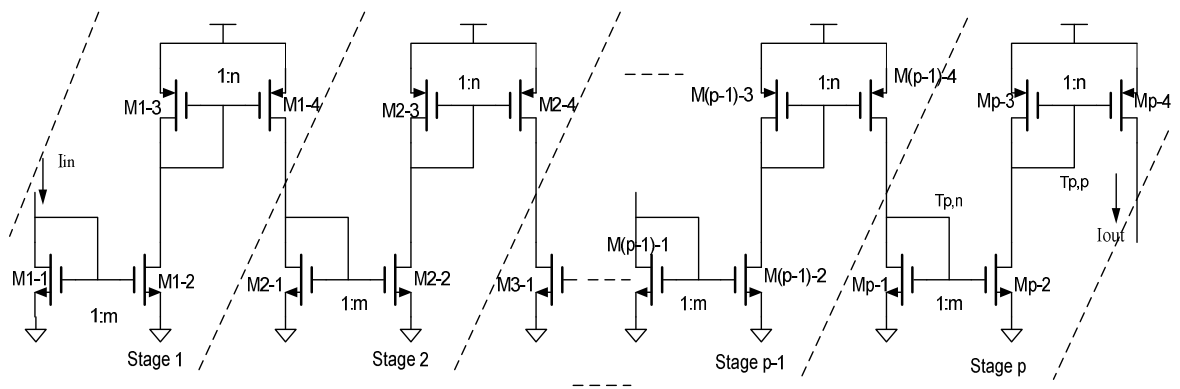 1:n
1:n
1:n
1:n
M1-3
M1-4
M2-3
M2-4
M(p-1)-3
M(p-1)-4
Mp-3
Mp-4
Iin
Tp,n
Tp,p
Iout
M1-1
M1-2
M2-1
M2-2
M3-1
M(p-1)-1
M(p-1)-2
Mp-1
Mp-2
1:m
1:m
1:m
1:m
Stage 1
Stage 2
Stage p-1
Stage p